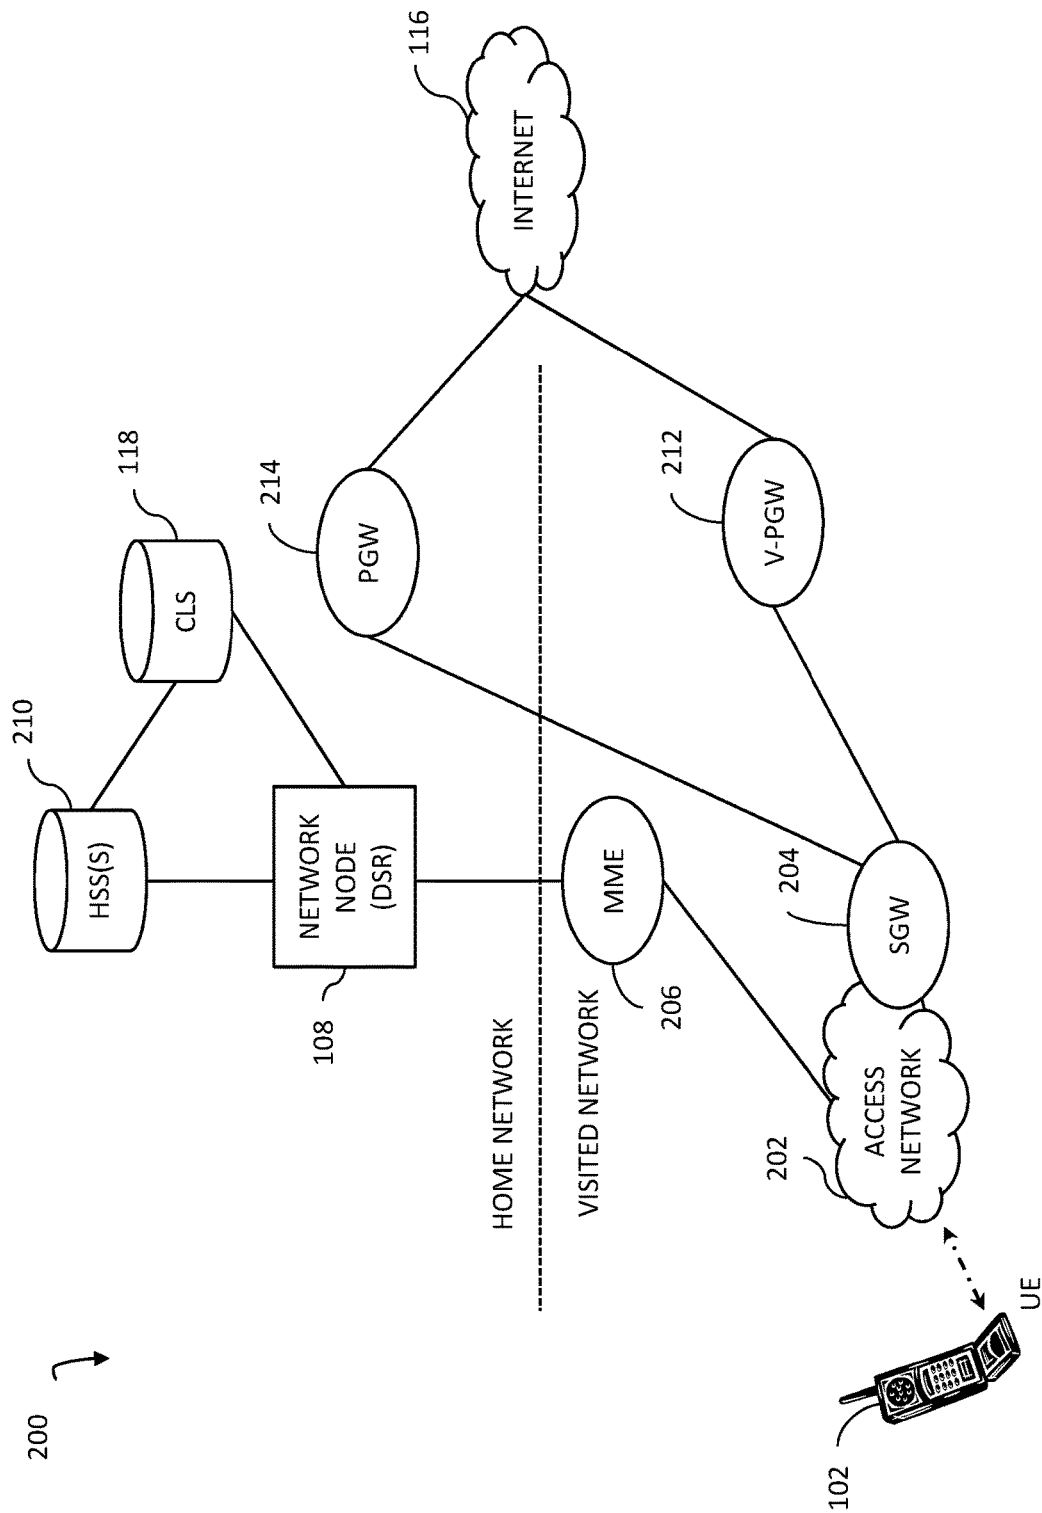 200
210
HSS(S)
118
CLS
116
INTERNET
NETWORK
NODE
(DSR)
108
214
PGW
HOME NETWORK
VISITED NETWORK
MME
206
212
V-PGW
204
SGW
202
ACCESS
NETWORK
102
UE